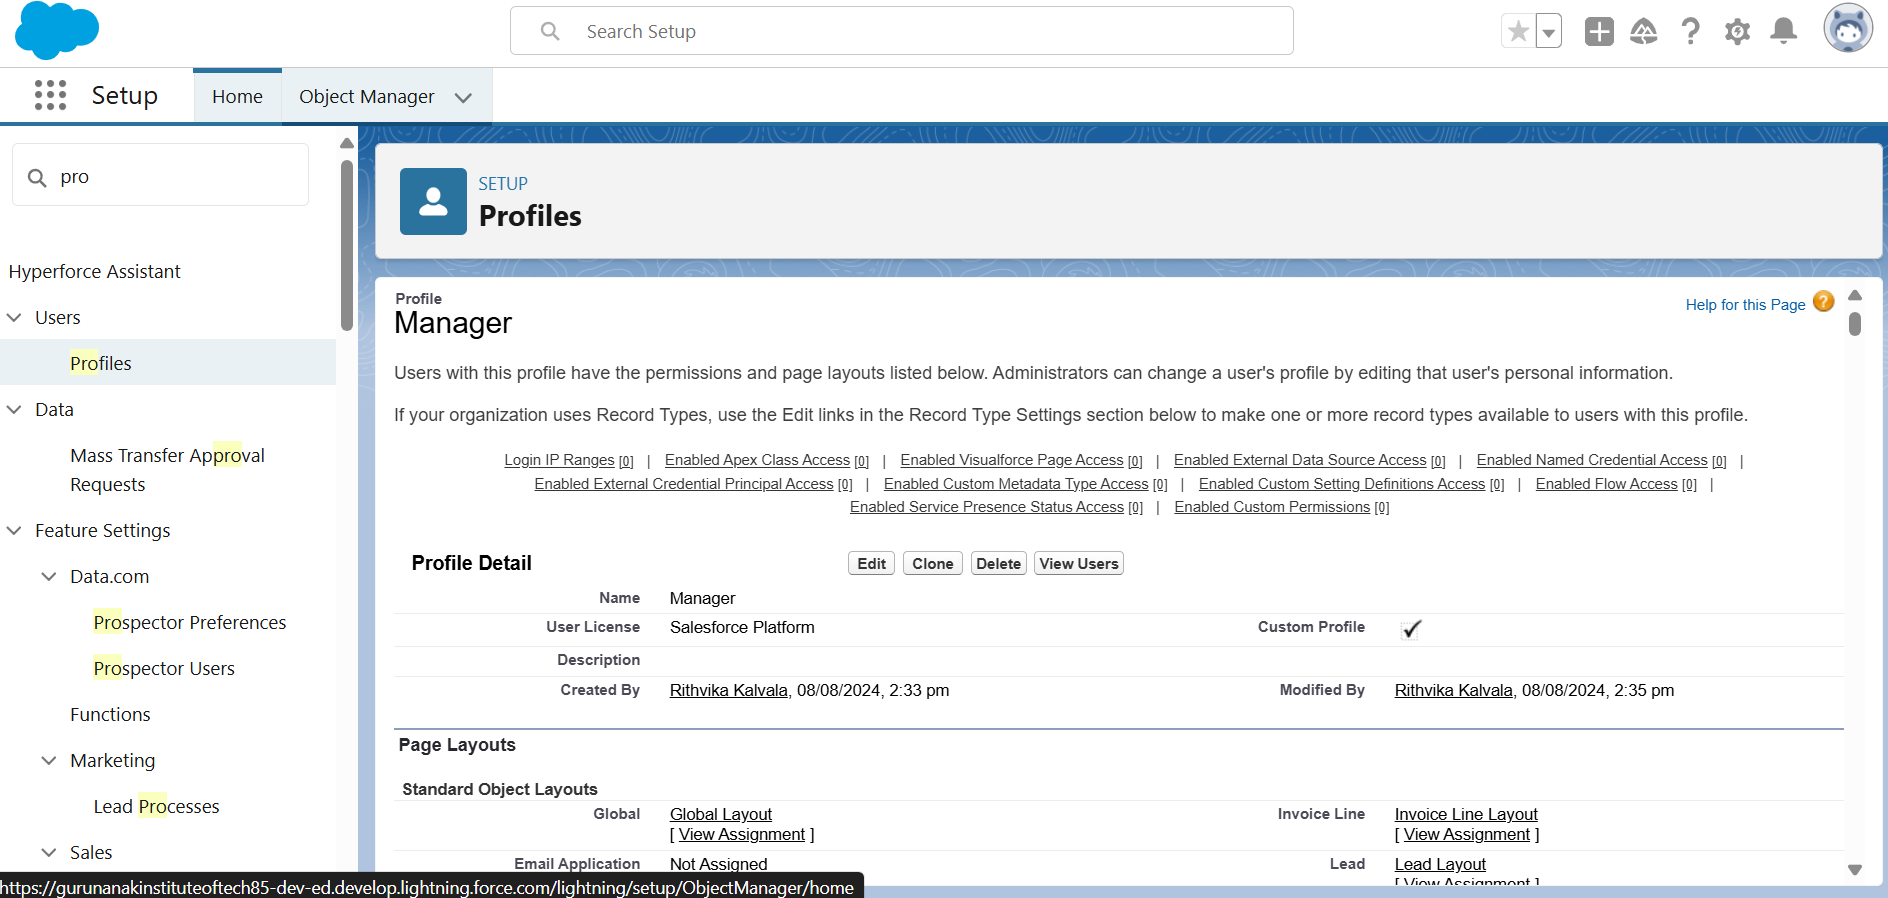 Search Setup
Setup
Home
Object Manager
pro
Hyperforce Assistant
Users
Profiles
Data
Mass Transfer Approval
Requests
Feature Settings
Data.com
Prospector Preferences
Prospector Users
Functions
Marketing
Lead Processes
Sales
SETUP
Profiles
Profile
Manager
Help for this Page ?
Users with this profile have the permissions and page layouts listed below. Administrators can change a user's profile by editing that user's personal information.
If your organization uses Record Types, use the Edit links in the Record Type Settings section below to make one or more record types available to users with this profile.
Login IP Ranges [0] | Enabled Apex Class Access [0] | Enabled Visualforce Page Access [0] | Enabled External Data Source Access [0] | Enabled Named Credential Access [0] |
Enabled External Credential Principal Access [0] | Enabled Custom Metadata Type Access [0] | Enabled Custom Setting Definitions Access [0] | Enabled Flow Access [0] |
Enabled Service Presence Status Access [0] | Enabled Custom Permissions [0]
Profile Detail Edit Clone Delete View Users
Name Manager
User License Salesforce Platform Custom Profile
Description
Created By Rithvika Kalvala, 08/08/2024, 2:33 pm Modified By Rithvika Kalvala, 08/08/2024, 2:35 pm
Page Layouts
Standard Object Layouts
Global Global Layout Invoice Line Invoice Line Layout
[ View Assignment ] [ View Assignment ]
Email Application Not Assigned Lead Lead Layout
[ View Assignment ]
https://gurunanakinstituteoftech85-dev-ed.develop.lightning.force.com/lightning/setup/ObjectManager/home